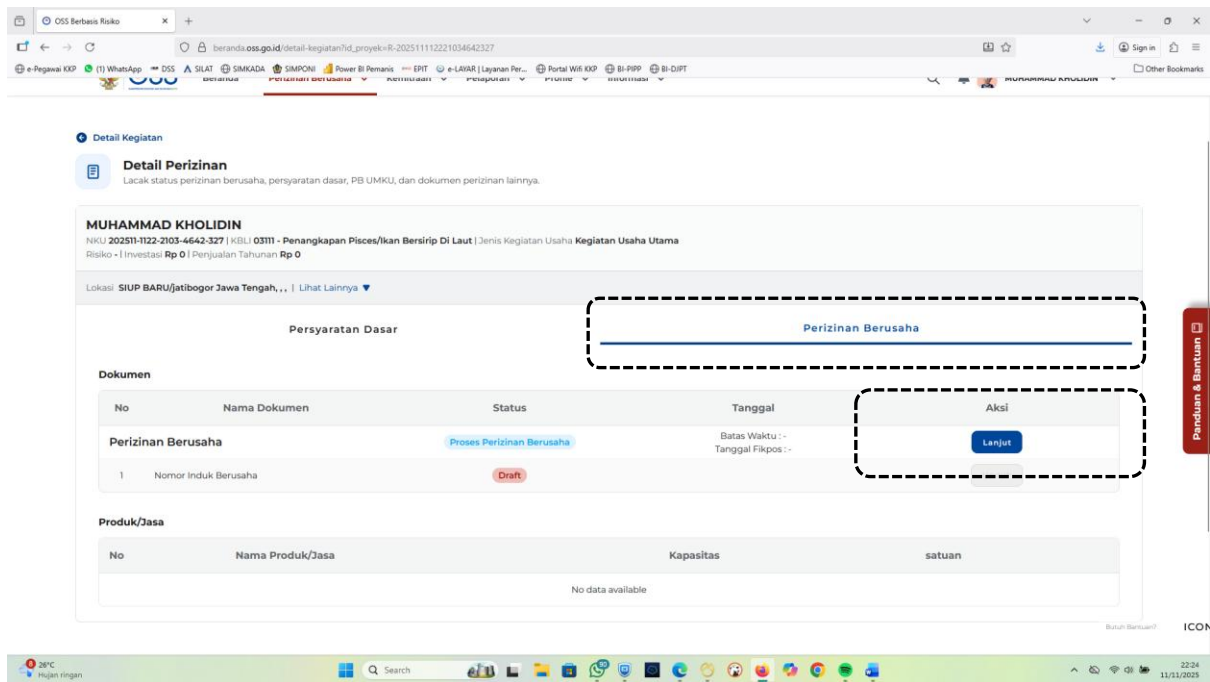 OSS Berbasis Risiko
beranda.oss.go.id/detail-kegiatan?id_proyek=R-202511112221034642327
Sign in
e-Pegawai KKP (1) WhatsApp DSS SILAT SIMKADA SIMPONI Power BI Pemanis EPIT e-LAYAR | Layanan Per... Portal Wifi KKP BI-PIPP BI-DJPT Other Bookmarks
OSS Beranda Perizinan Berusaha Kemitraan Pelaporan Profile Informasi MUHAMMAD KHOLIDIN
Detail Kegiatan
Detail Perizinan
Lacak status perizinan berusaha, persyaratan dasar, PB UMKU, dan dokumen perizinan lainnya.
MUHAMMAD KHOLIDIN
NKU 202511-1122-2103-4642-327 | KBLI 03111 - Penangkapan Pisces/Ikan Bersirip Di Laut | Jenis Kegiatan Usaha Kegiatan Usaha Utama
Risiko - | Investasi Rp 0 | Penjualan Tahunan Rp 0
Lokasi SIUP BARU/jatibogor Jawa Tengah, , , | Lihat Lainnya ▼
Persyaratan Dasar Perizinan Berusaha
Panduan & Bantuan
Dokumen
No Nama Dokumen Status Tanggal Aksi
Perizinan Berusaha Proses Perizinan Berusaha Batas Waktu : - Lanjut
Tanggal Fikpos : -
1 Nomor Induk Berusaha Draft
Produk/Jasa
No Nama Produk/Jasa Kapasitas satuan
No data available
Butuh Bantuan? ICON
26°C
Hujan ringan
Search
22:24
11/11/2025